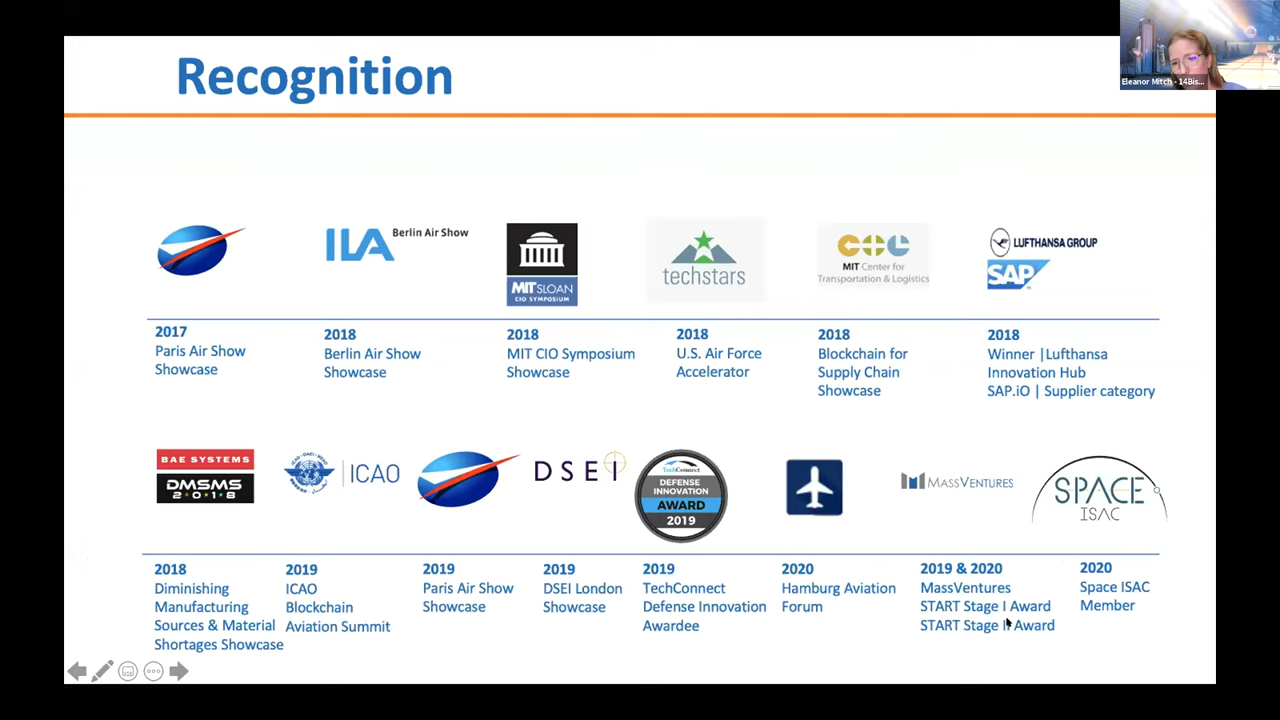 Recognition
Eleanor Mitch - 14Bis...
ILA Berlin Air Show
MIT SLOAN
CIO SYMPOSIUM
techstars
CTL
MIT Center for
Transportation & Logistics
LUFTHANSA GROUP
SAP
2017
Paris Air Show
Showcase
2018
Berlin Air Show
Showcase
2018
MIT CIO Symposium
Showcase
2018
U.S. Air Force
Accelerator
2018
Blockchain for
Supply Chain
Showcase
2018
Winner |Lufthansa
Innovation Hub
SAP.iO | Supplier category
BAE SYSTEMS
DMSMS
2018
ICAO
DSEI
TechConnect
DEFENSE
INNOVATION
AWARD
2019
MASSVENTURES
SPACE
ISAC
2018
Diminishing
Manufacturing
Sources & Material
Shortages Showcase
2019
ICAO
Blockchain
Aviation Summit
2019
Paris Air Show
Showcase
2019
DSEI London
Showcase
2019
TechConnect
Defense Innovation
Awardee
2020
Hamburg Aviation
Forum
2019 & 2020
MassVentures
START Stage I Award
START Stage II Award
2020
Space ISAC
Member